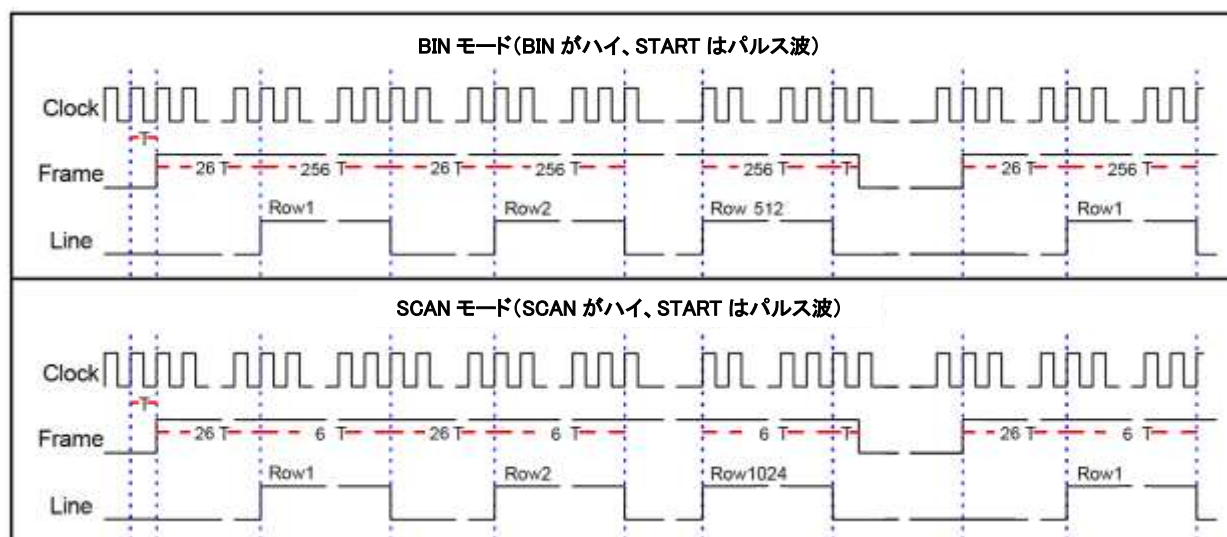 BIN モード(BIN がハイ、START はパルス波)
Clock
T
Frame
26 T 256 T 26 T 256 T 256 T T 26 T 256 T
Row1 Row2 Row 512 Row1
Line
SCAN モード(SCAN がハイ、START はパルス波)
Clock
T
Frame
26 T 6 T 26 T 6 T 6 T T 26 T 6 T
Row1 Row2 Row1024 Row1
Line